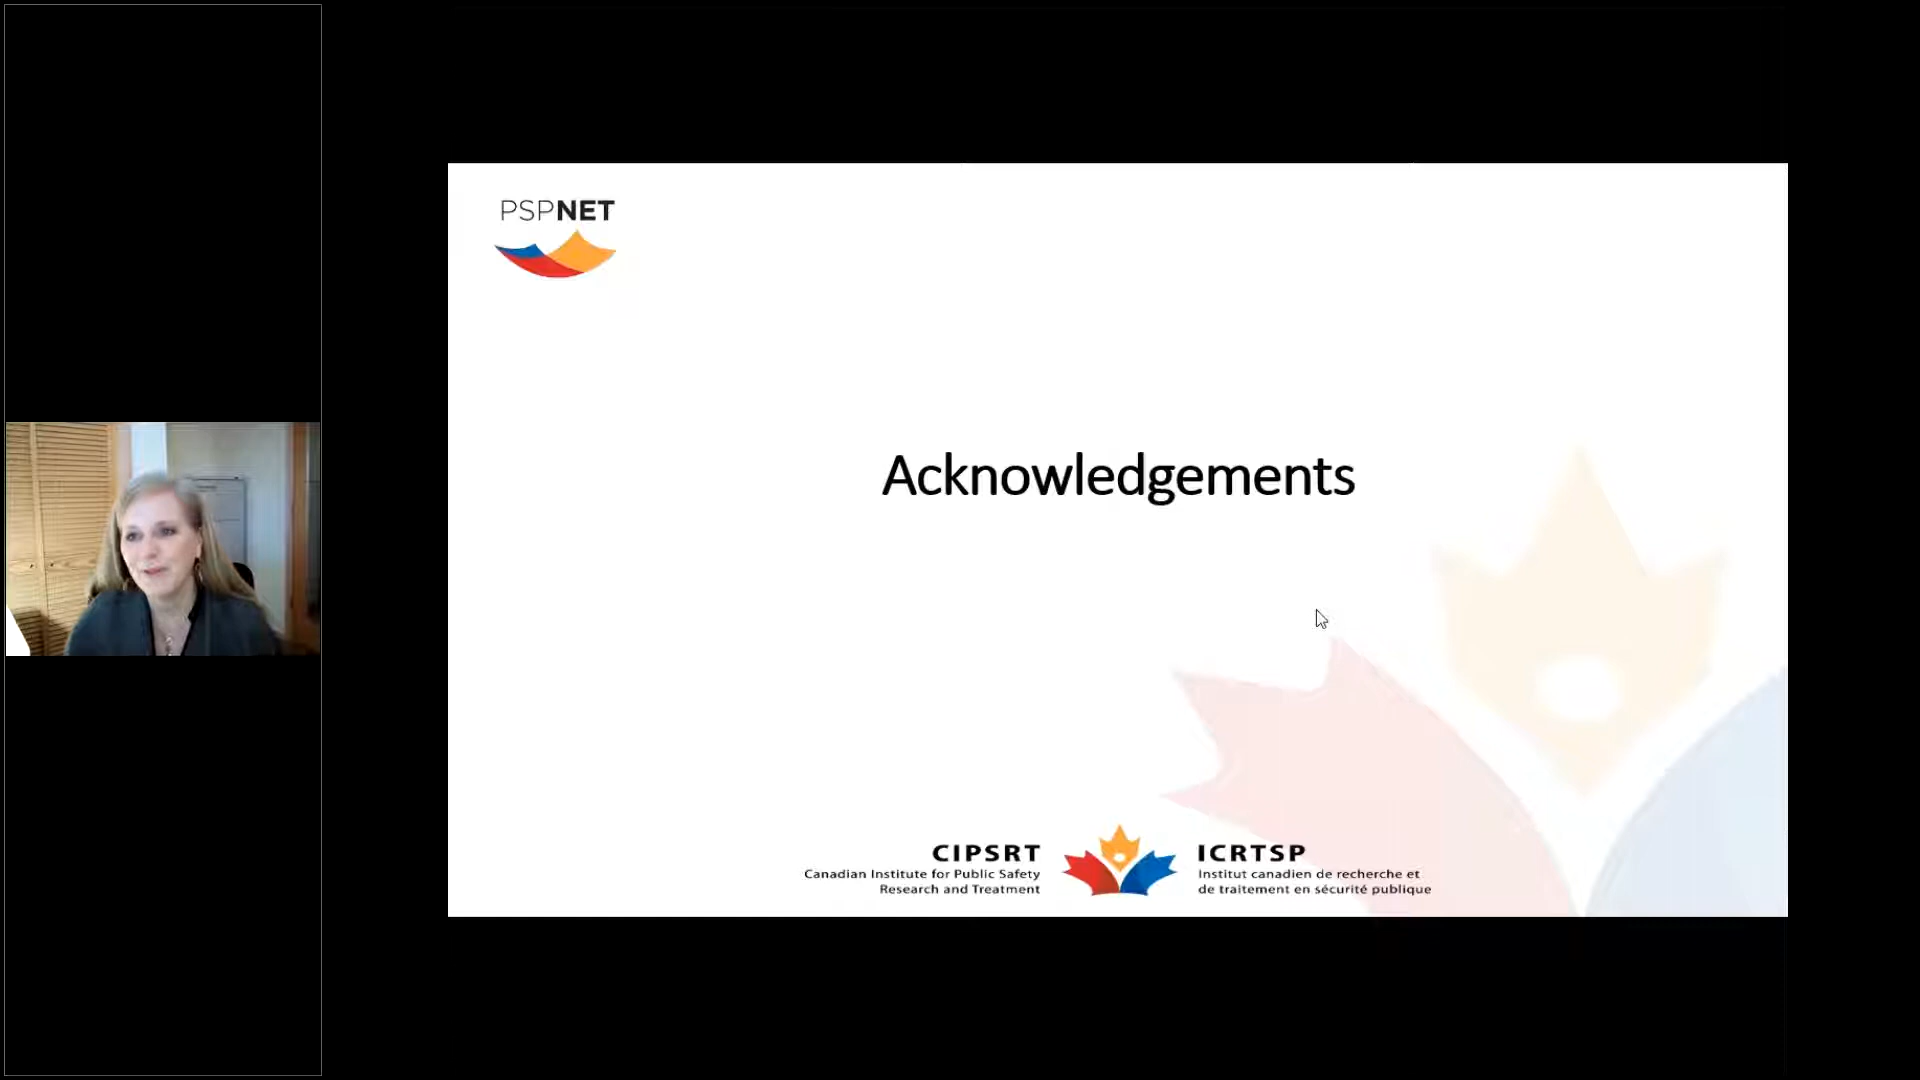 PSPNET
Acknowledgements
CIPSRT
Canadian Institute for Public Safety
Research and Treatment
ICRTSP
Institut canadien de recherche et
de traitement en sécurité publique